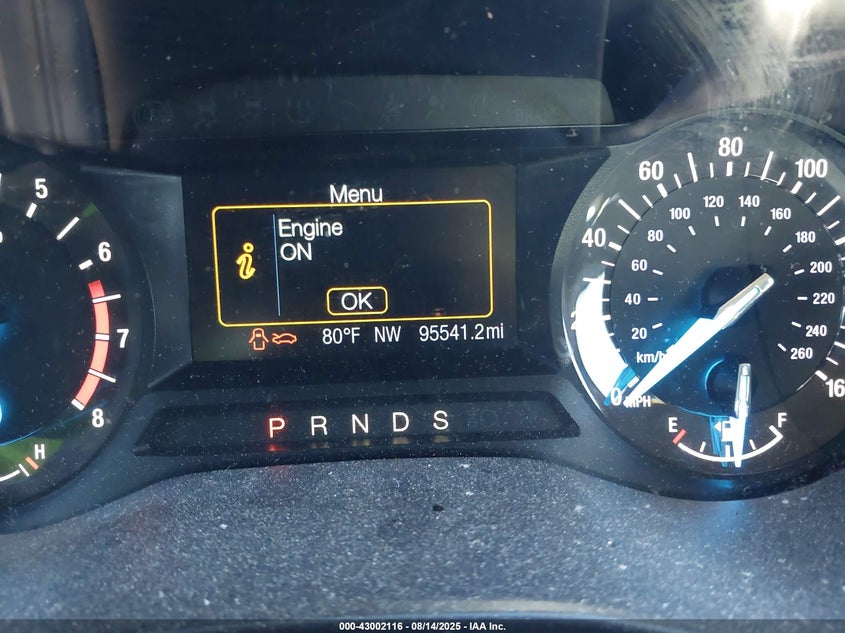 Menu
Engine
ON
OK
80°F NW 95541.2mi
P R N D S
5
6
7
8
H
0
40
60
80
100
16
MPH
20
40
60
80
100
120
140
160
180
200
220
240
260
km/h
E
F
000-43002116 - 08/14/2025 - IAA Inc.